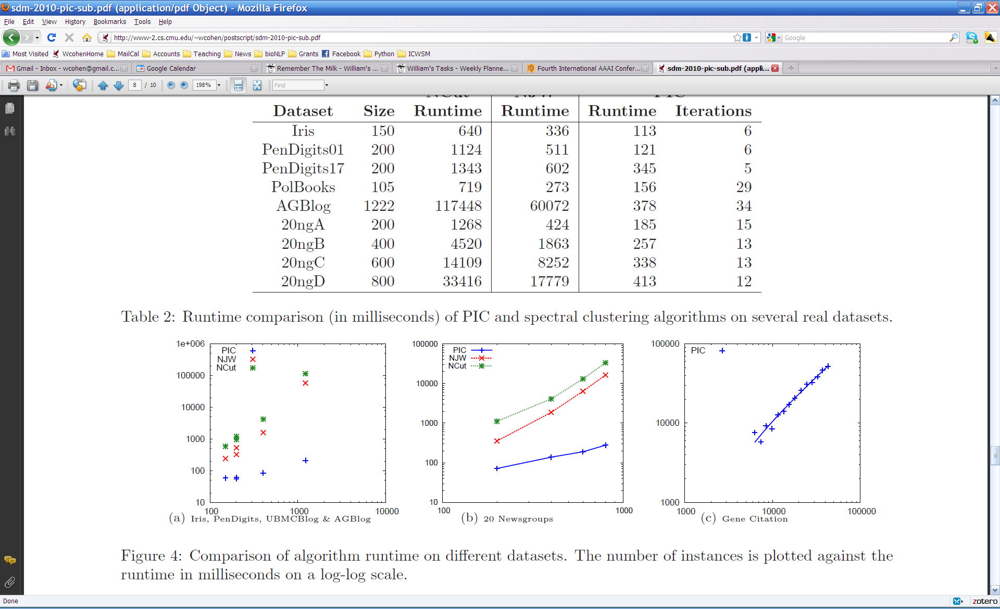 sdm-2010-pic-sub.pdf (application/pdf Object) - Mozilla Firefox
File Edit View History Bookmarks Tools Help
http://www-2.cs.cmu.edu/~wcohen/postscript/sdm-2010-pic-sub.pdf Google
Most Visited WcohenHome MailCal Accounts Teaching News bioNLP Grants Facebook Python ICWSM
Gmail - Inbox - wcohen@gmail.c... Google Calendar Remember The Milk - William's ... William's Tasks - Weekly Planne... Fourth International AAAI Confer... sdm-2010-pic-sub.pdf (appli...
8 / 10 198% Find
NCut NJW PIC
Dataset Size Runtime Runtime Runtime Iterations
Iris 150 640 336 113 6
PenDigits01 200 1124 511 121 6
PenDigits17 200 1343 602 345 5
PolBooks 105 719 273 156 29
AGBlog 1222 117448 60072 378 34
20ngA 200 1268 424 185 15
20ngB 400 4520 1863 257 13
20ngC 600 14109 8252 338 13
20ngD 800 33416 17779 413 12
Table 2: Runtime comparison (in milliseconds) of PIC and spectral clustering algorithms on several real datasets.
1e+006
100000
10000
1000
100
10
100 1000 10000
PIC
NJW
NCut
(a) Iris, PenDigits, UBMCBlog & AGBlog
100000
10000
1000
100
10
100 1000
PIC
NJW
NCut
(b) 20 Newsgroups
100000
10000
1000
1000 10000 100000
PIC
(c) Gene Citation
Figure 4: Comparison of algorithm runtime on different datasets. The number of instances is plotted against the
runtime in milliseconds on a log-log scale.
Done zotero